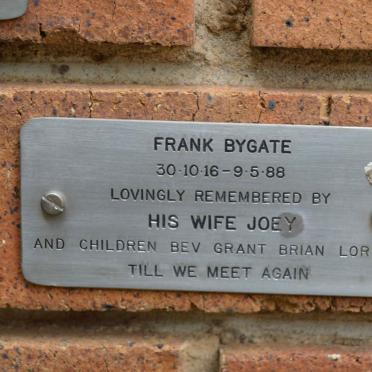 FRANK BYGATE
30·10·16-9·5·88
LOVINGLY REMEMBERED BY
HIS WIFE JOEY
AND CHILDREN BEV GRANT BRIAN LOR
TILL WE MEET AGAIN